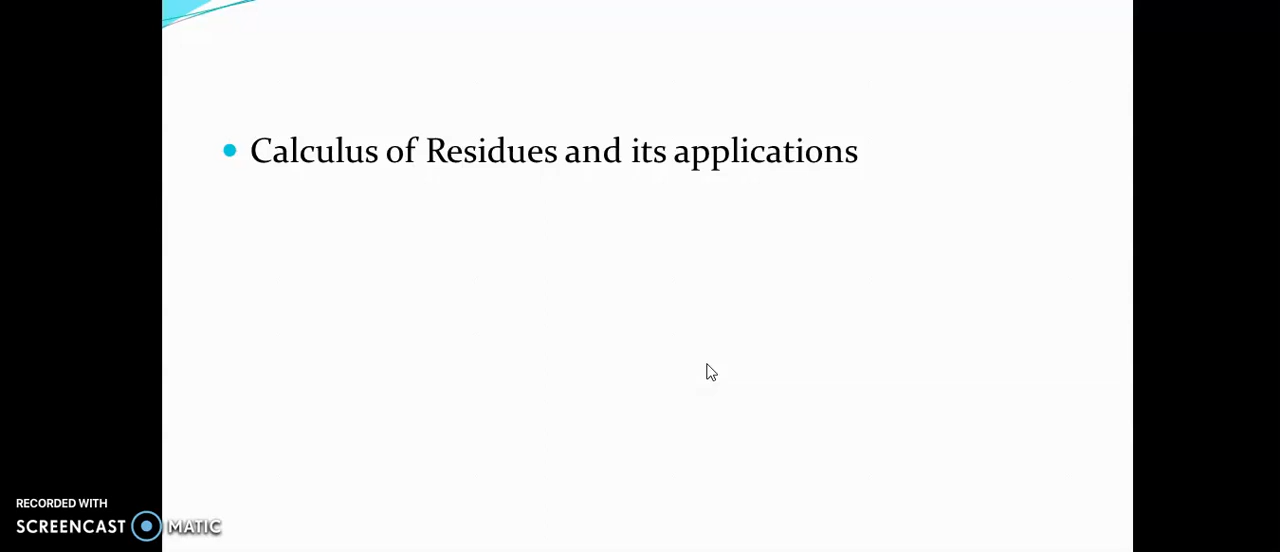 Calculus of Residues and its applications
RECORDED WITH
SCREENCAST MATIC